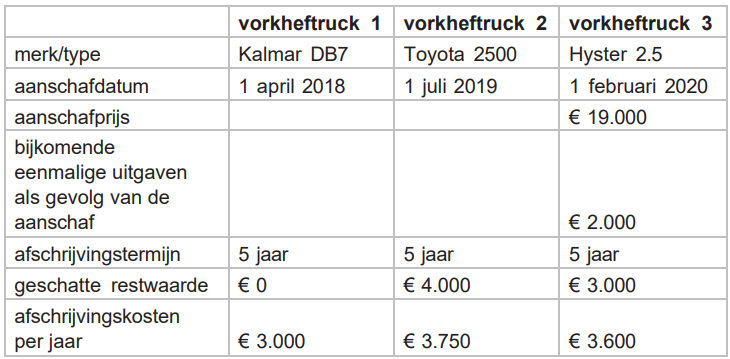 vorkheftruck 1 vorkheftruck 2 vorkheftruck 3
merk/type Kalmar DB7 Toyota 2500 Hyster 2.5
aanschafdatum 1 april 2018 1 juli 2019 1 februari 2020
aanschafprijs € 19.000
bijkomende
eenmalige uitgaven
als gevolg van de
aanschaf € 2.000
afschrijvingstermijn 5 jaar 5 jaar 5 jaar
geschatte restwaarde € 0 € 4.000 € 3.000
afschrijvingskosten
per jaar € 3.000 € 3.750 € 3.600